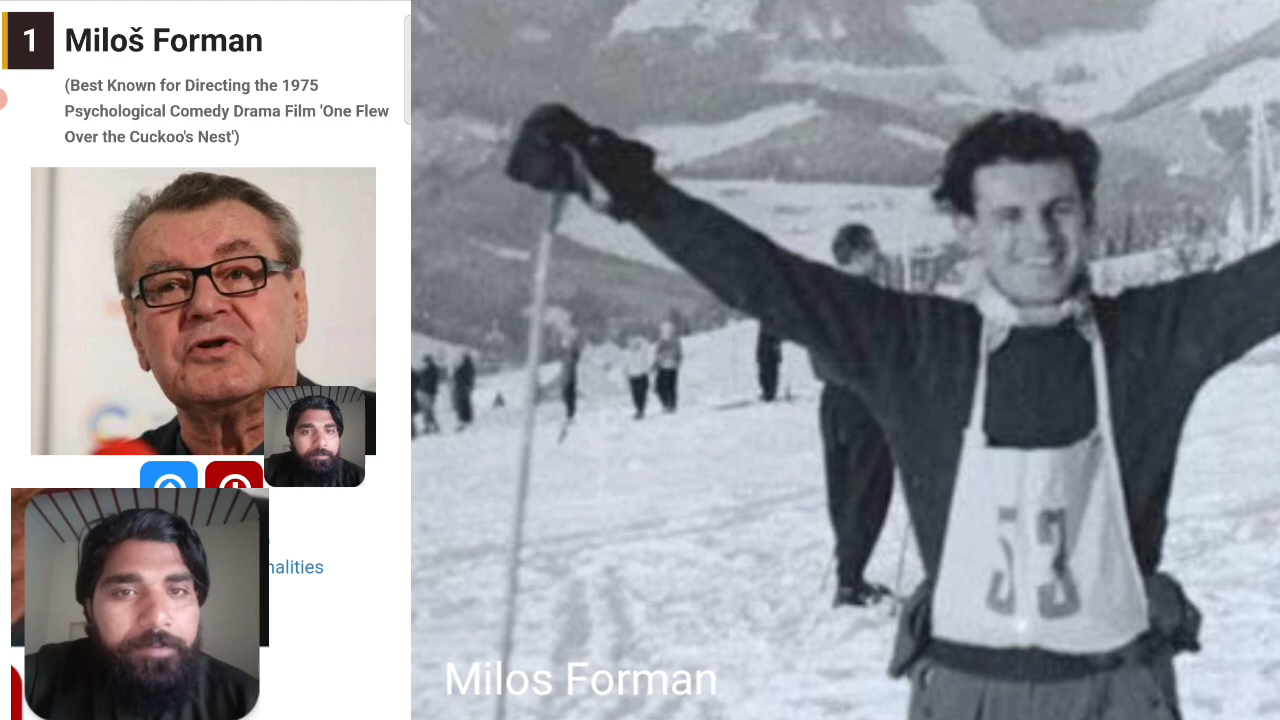 1 Miloš Forman
(Best Known for Directing the 1975
Psychological Comedy Drama Film 'One Flew
Over the Cuckoo's Nest')
nalities
53
Milos Forman